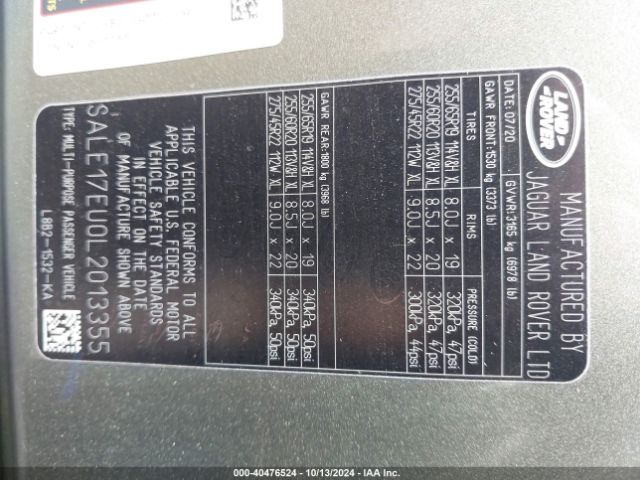 MANUFACTURED BY
JAGUAR LAND ROVER LTD
LAND
ROVER
DATE: 07/20 GVWR: 3165 kg (6978 lb)
GAWR FRONT: 1530 kg (3373 lb)
TIRES RIMS PRESSURE (COLD)
255/65R19 114V&H XL 8.0J x 19 320kPa, 47psi
255/60R20 113V&H XL 8.5J x 20 320kPa, 47psi
275/45R22 112W XL 9.0J x 22 300kPa, 44psi
GAWR REAR: 1800 kg (3968 lb)
255/65R19 114V&H XL 8.0J x 19 340kPa, 50psi
255/60R20 113V&H XL 8.5J x 20 340kPa, 50psi
275/45R22 112W XL 9.0J x 22 340kPa, 50psi
THIS VEHICLE CONFORMS TO ALL
APPLICABLE U.S. FEDERAL MOTOR
VEHICLE SAFETY STANDARDS
IN EFFECT ON THE DATE
OF MANUFACTURE SHOWN ABOVE
SALE17EU0L2013355
TYPE: MULTI-PURPOSE PASSENGER VEHICLE
L8B2-1532-KA
000-40476524 | 10/13/2024 | IAA Inc.